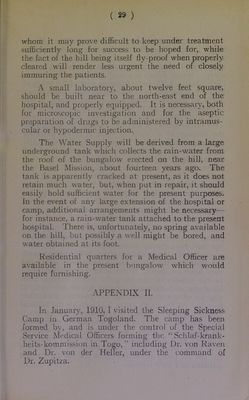 ( 29 )
whom it may prove difficult to keep under treatment
sufficiently long for success to be hoped for, while
the fact of the hill being itself fly-proof when properly
cleared will render less urgent the need of closely
immuring the patients.
A small laboratory, about twelve feet square,
should be built near to the north-east end of the
hospital, and properly equipped. It is necessary, both
for microscopic investigation and for the aseptic
preparation of drugs to be administered by intramus-
cular or hypodermic injection.
The Water Supply will be derived from a large
underground tank which collects the rain-water from
the roof of the bungalow erected on the hill, near
the Basel Mission, about fourteen years ago. The
tank is apparently cracked at present, as it does not
retain much water, but, when put in repair, it should
easily hold sufficient water for the present purposes.
In the event of any large extension of the hospital or
camp, additional arrangements might be necessary—
for instance, a rain-water tank attached to the present
hospital. There is, unfortunately, no spring available
on the hill, but possibly a well might be bored, and
water obtained at its foot.
Residential quarters for a Medical Officer are
available in the present bungalow which would
require furnishing.
APPENDIX II.
In January, 1910, I visited the Sleeping Sickness
Camp in German Togoland. The camp has been
formed by, and is under the control of the Special
Service Medical Officers forming the "Schlaf-krank-
heits-kommission in Togo," including Dr. von Raven
and Dr. von der Hellen, under the command of
Dr. Zupitza.